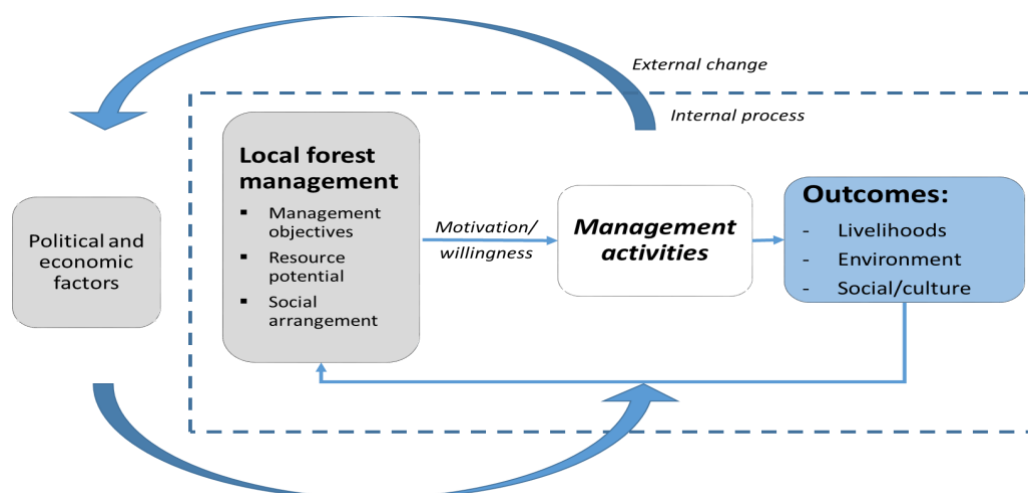 External change
Internal process
Political and
economic
factors
Local forest
management
▪ Management
objectives
▪ Resource
potential
▪ Social
arrangement
Motivation/
willingness
Management
activities
Outcomes:
- Livelihoods
- Environment
- Social/culture